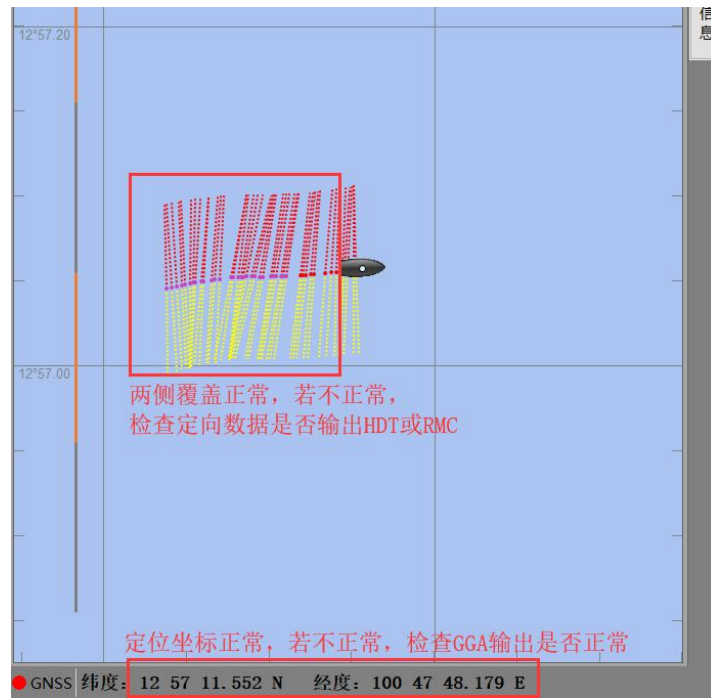 信
息
12°57.20
12°57.00
两侧覆盖正常，若不正常，
检查定向数据是否输出HDT或RMC
定位坐标正常，若不正常，检查GGA输出是否正常
GNSS 纬度：12 57 11.552 N 经度：100 47 48.179 E